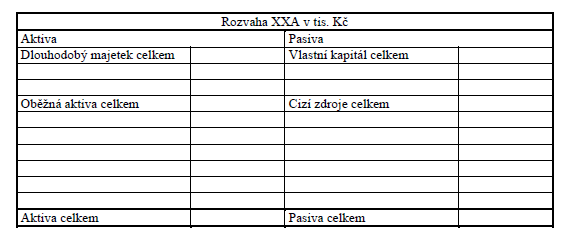 Rozvaha XXA v tis. Kč
Aktiva Pasiva
Dlouhodobý majetek celkem Vlastní kapitál celkem
Oběžná aktiva celkem Cizí zdroje celkem
Aktiva celkem Pasiva celkem